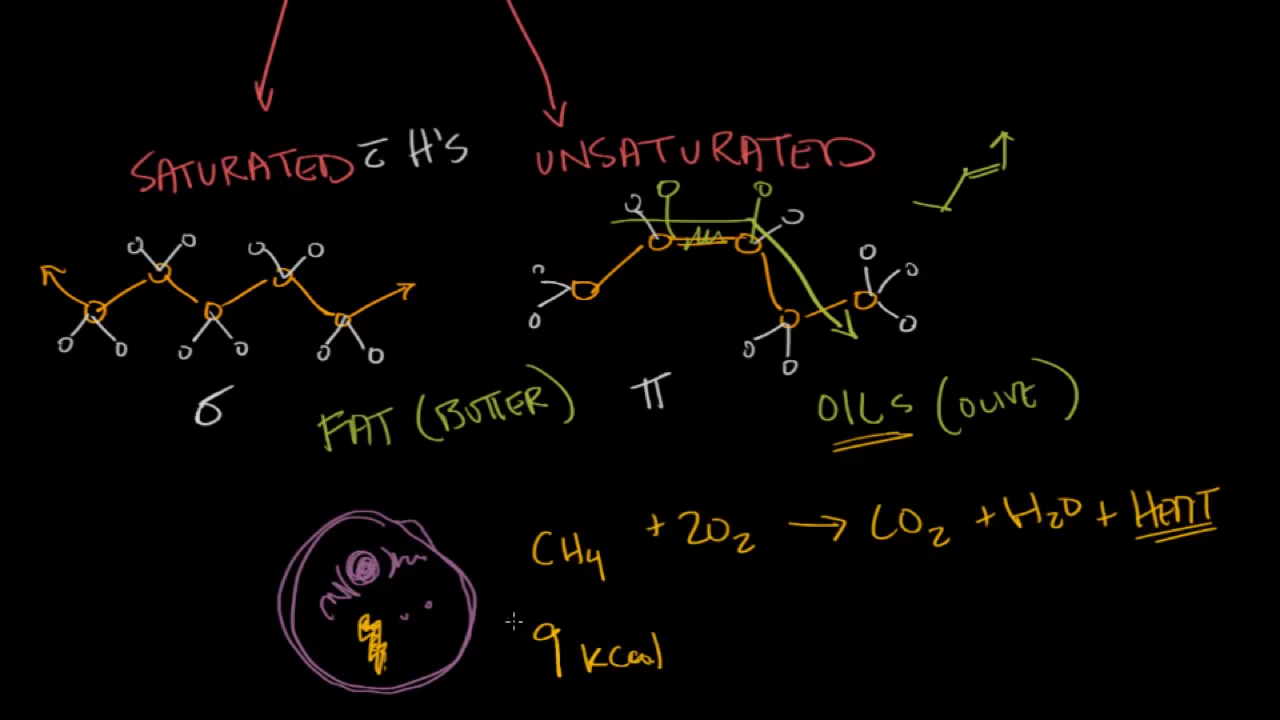 SATURATED c̄ H's
UNSATURATED
σ
FAT (BUTTER)
π
OILS (OLIVE)
CH₄ + 2O₂ → CO₂ + H₂O + HEAT
9 kcal